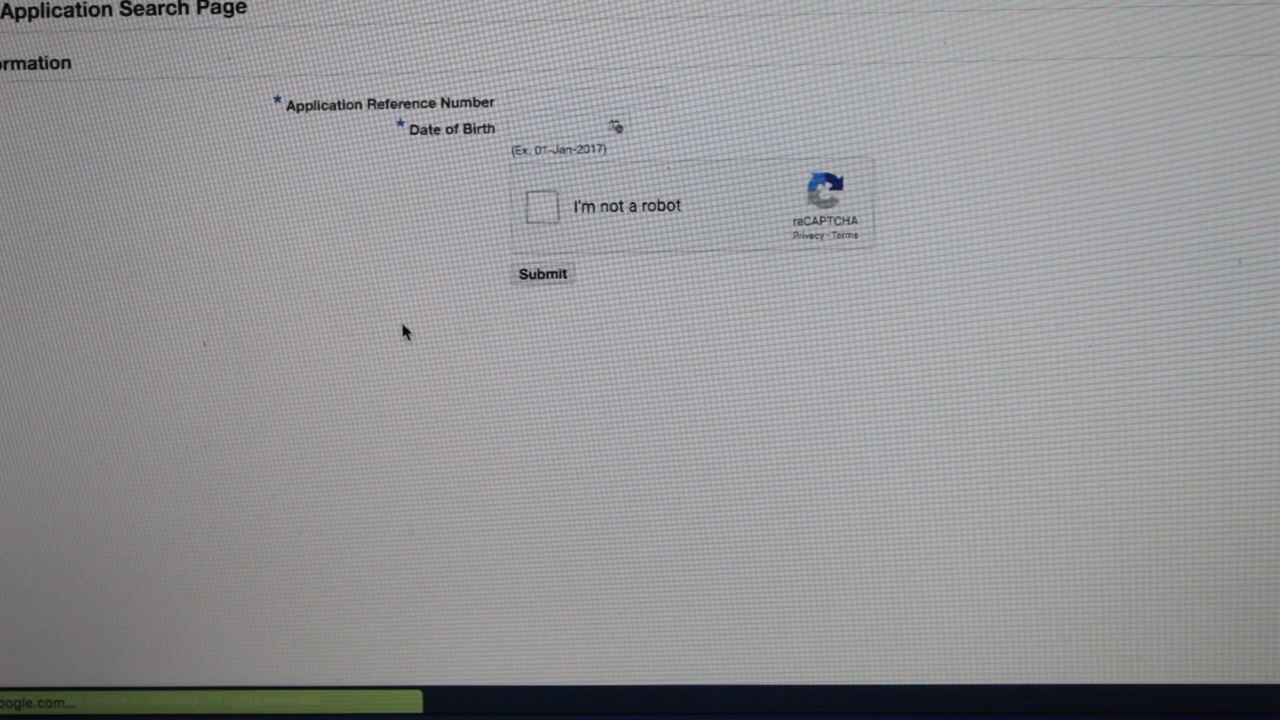 Application Search Page
ormation
* Application Reference Number
* Date of Birth
(Ex. 01-Jan-2017)
I'm not a robot
reCAPTCHA
Privacy - Terms
Submit
oogle.com...